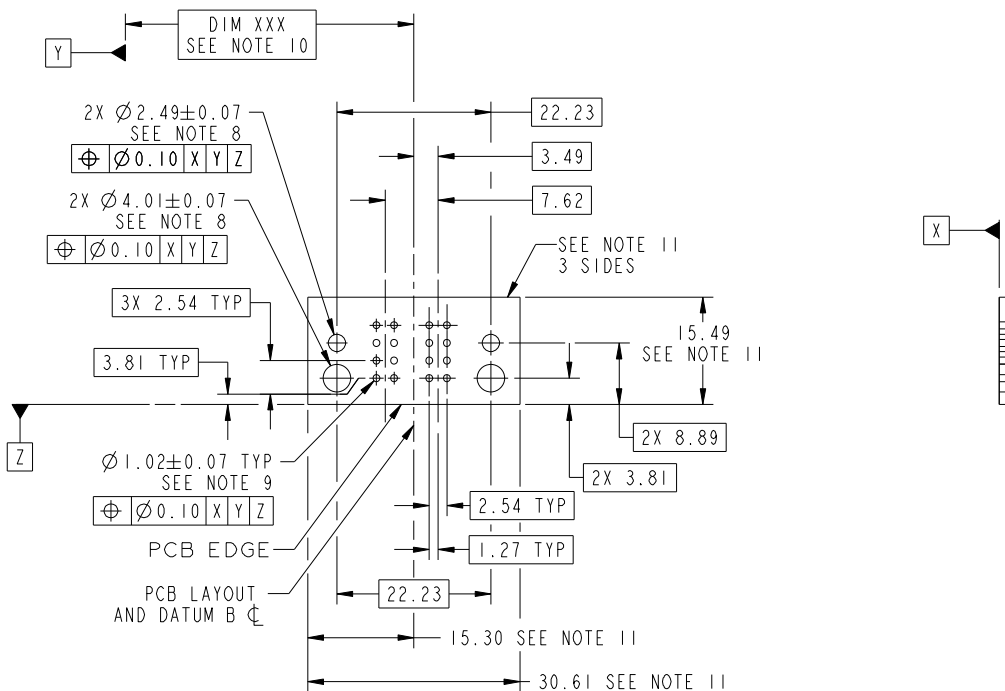 DIM XXX
SEE NOTE 10
Y
2X Ø2.49±0.07
SEE NOTE 8
⌖ Ø0.10 X Y Z
22.23
3.49
7.62
2X Ø4.01±0.07
SEE NOTE 8
⌖ Ø0.10 X Y Z
X
SEE NOTE 11
3 SIDES
3X 2.54 TYP
15.49
SEE NOTE 11
3.81 TYP
Z
2X 8.89
2X 3.81
Ø1.02±0.07 TYP
SEE NOTE 9
⌖ Ø0.10 X Y Z
2.54 TYP
PCB EDGE
1.27 TYP
PCB LAYOUT
AND DATUM B ℄
22.23
15.30 SEE NOTE 11
30.61 SEE NOTE 11